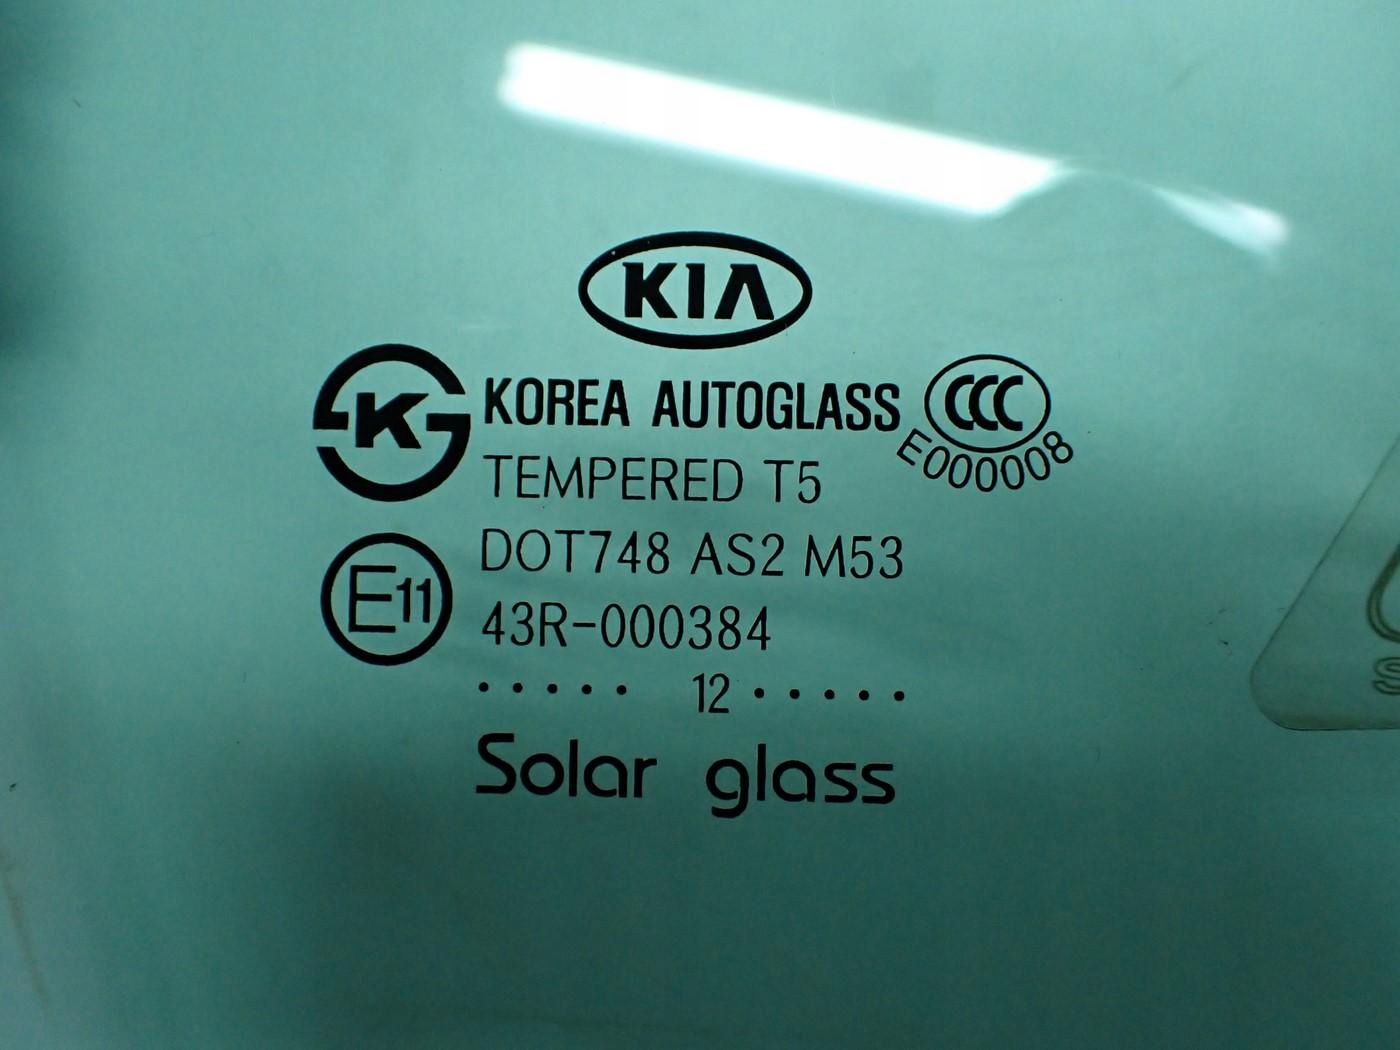 KIA
K
KOREA AUTOGLASS
CCC
E000008
TEMPERED T5
DOT748 AS2 M53
E11
43R-000384
· · · · · 12 · · · · ·
Solar glass